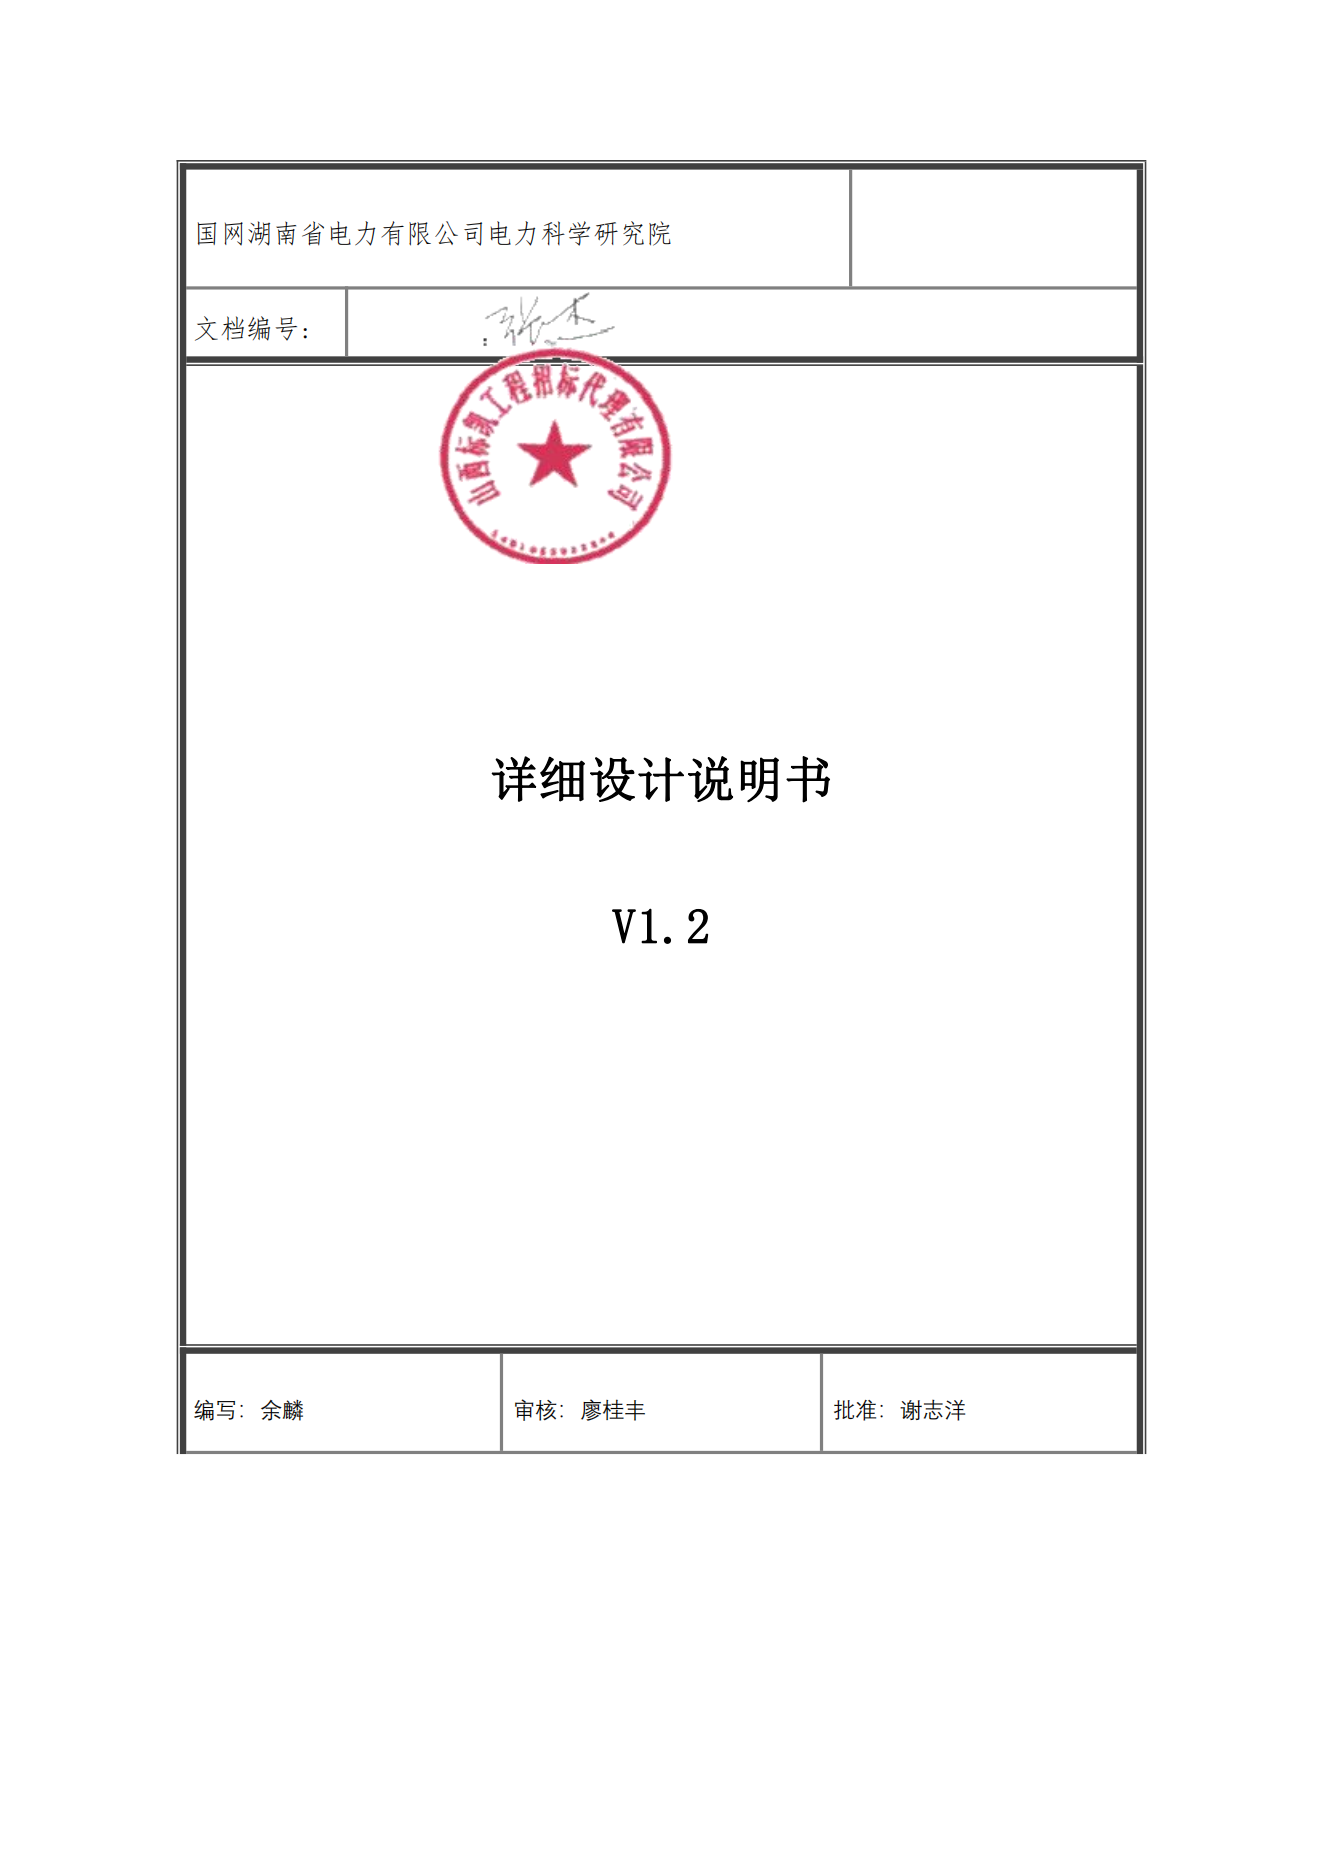 国网湖南省电力有限公司电力科学研究院
文档编号：
张杰
山西标凯工程招标代理有限公司
详细设计说明书
V1.2
编写：余麟
审核：廖桂丰
批准：谢志洋